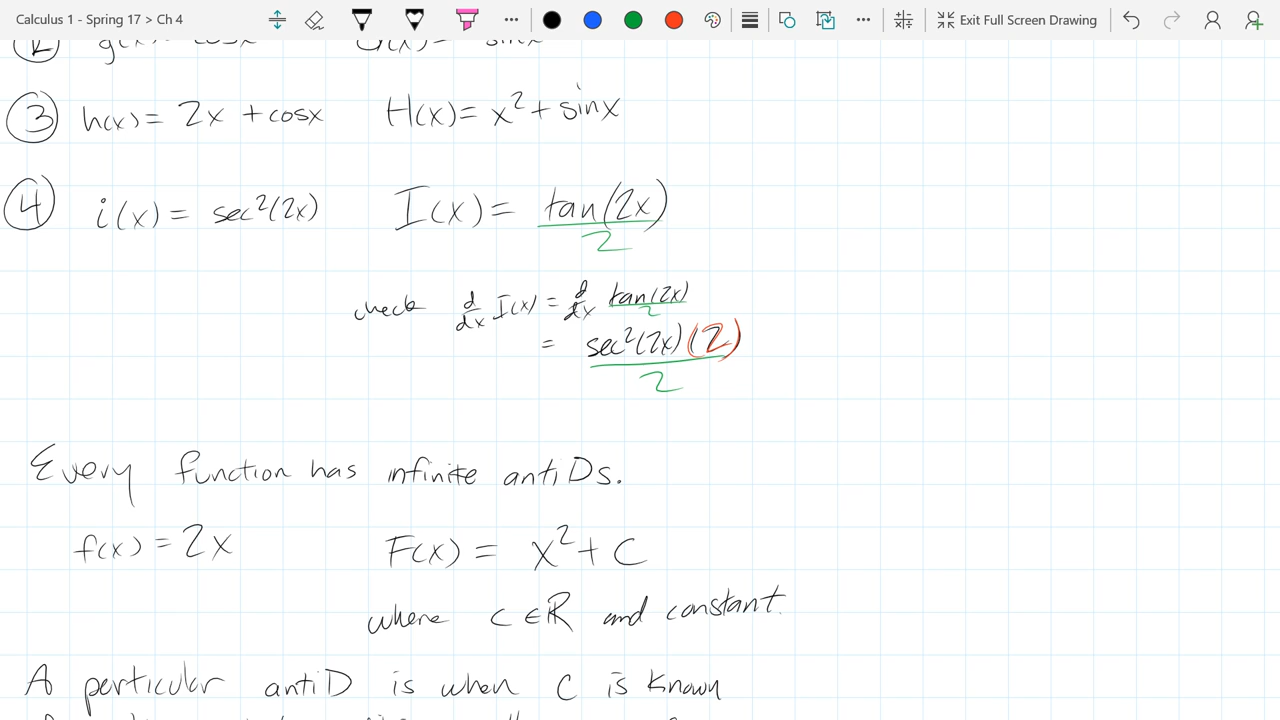 Calculus 1 - Spring 17 > Ch 4
Exit Full Screen Drawing
③ h(x) = 2x + cosx H(x) = x² + sinx
④ i(x) = sec²(2x) I(x) = tan(2x)
2
check d/dx I(x) = d/dx tan(2x)/2
= sec²(2x)(2)
2
Every function has infinite antiDs.
f(x) = 2x F(x) = x² + C
where C ∈ ℝ and constant.
A particular antiD is when C is known